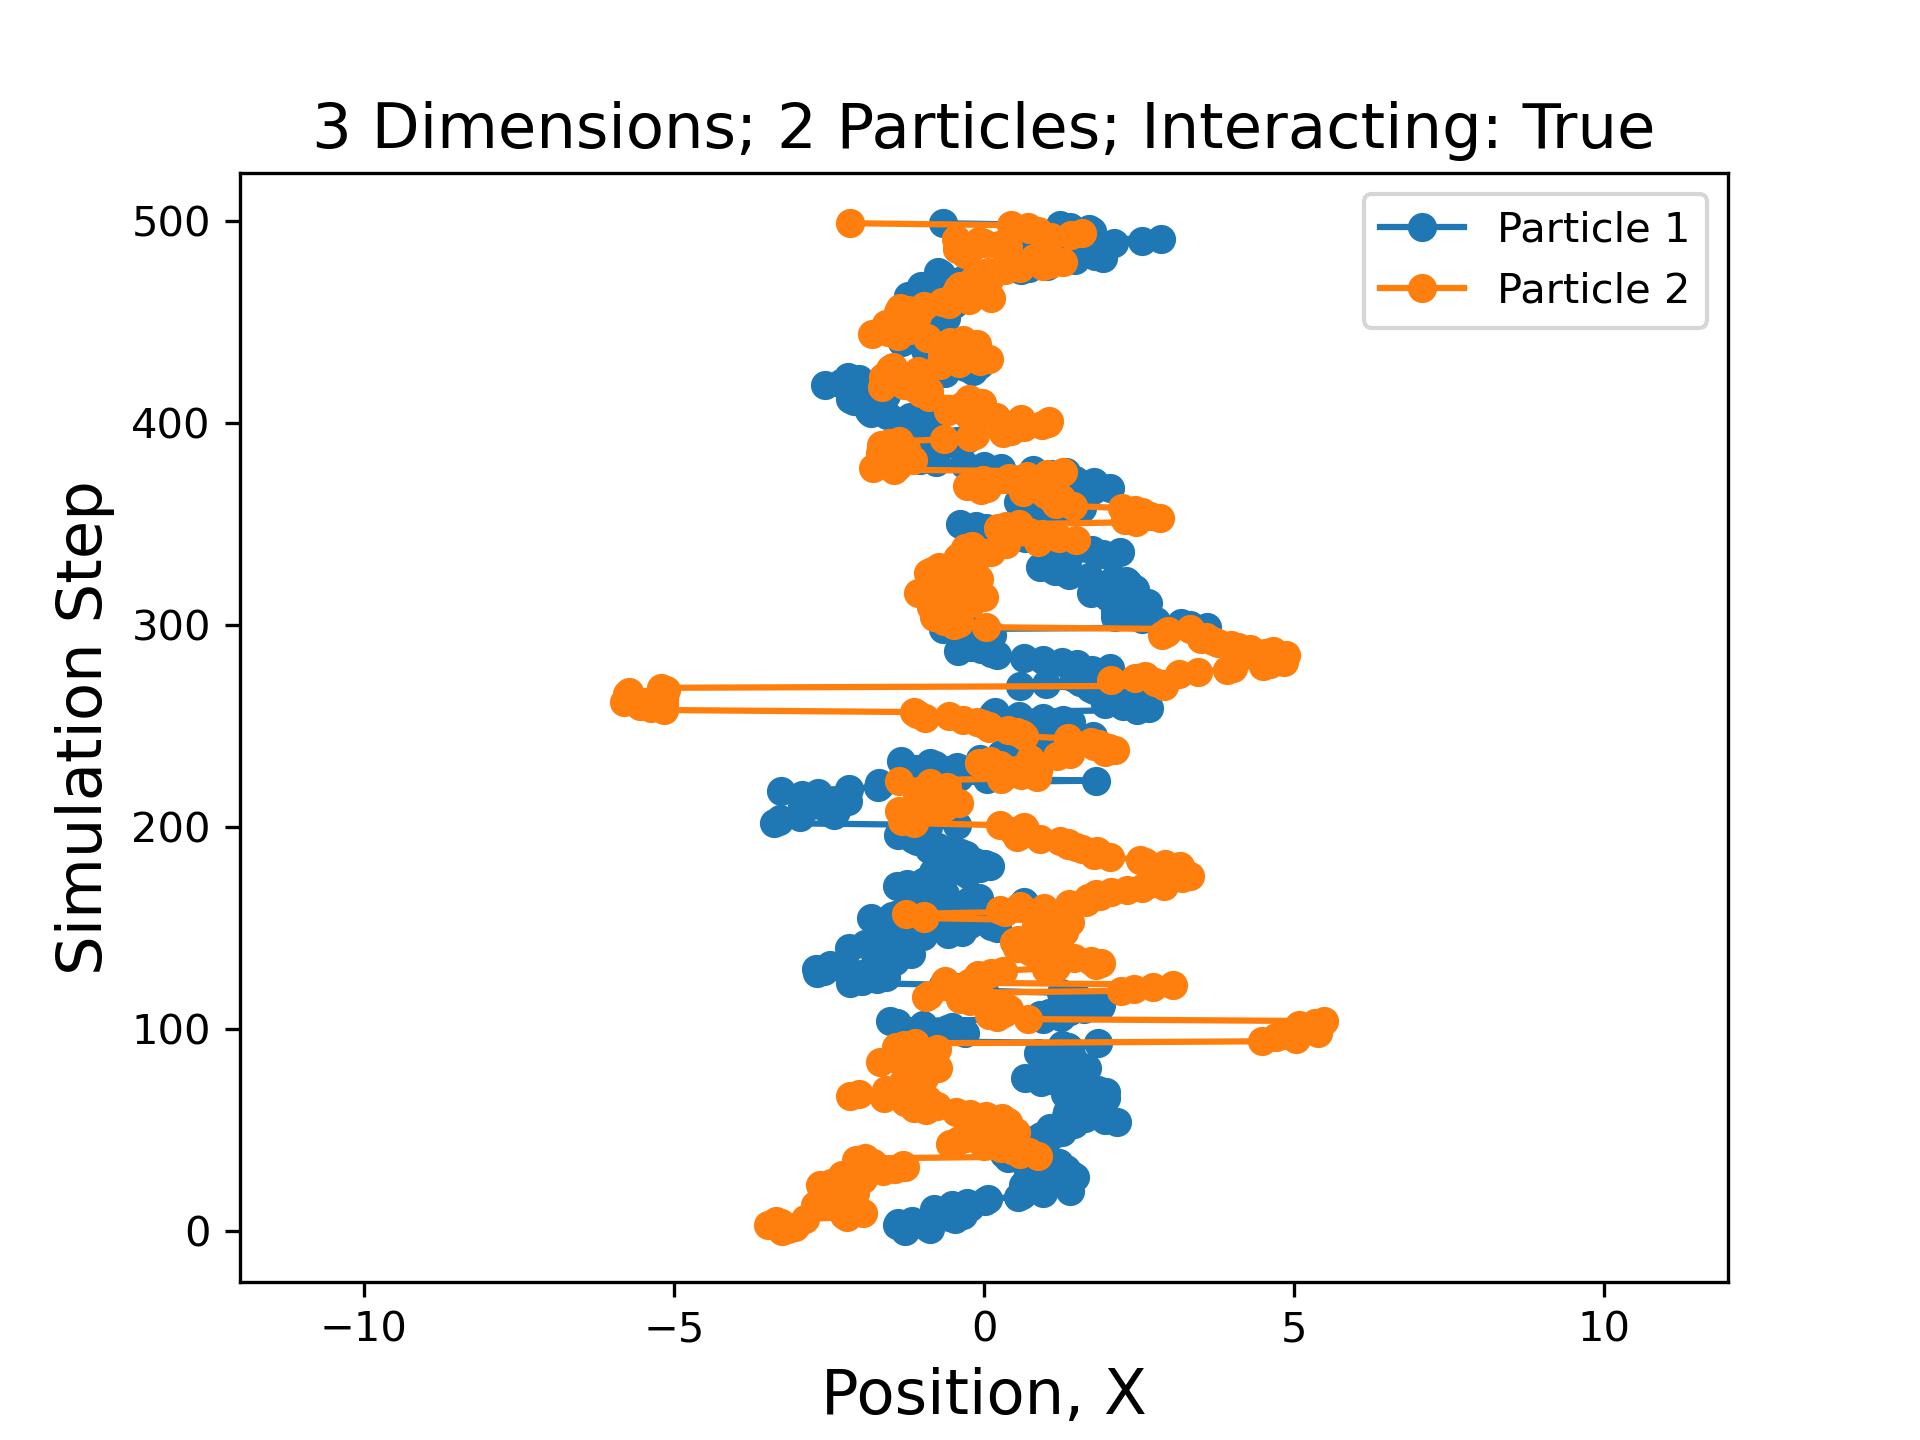 3 Dimensions; 2 Particles; Interacting: True
Particle 1
Particle 2
Simulation Step
500
400
300
200
100
0
−10 −5 0 5 10
Position, X